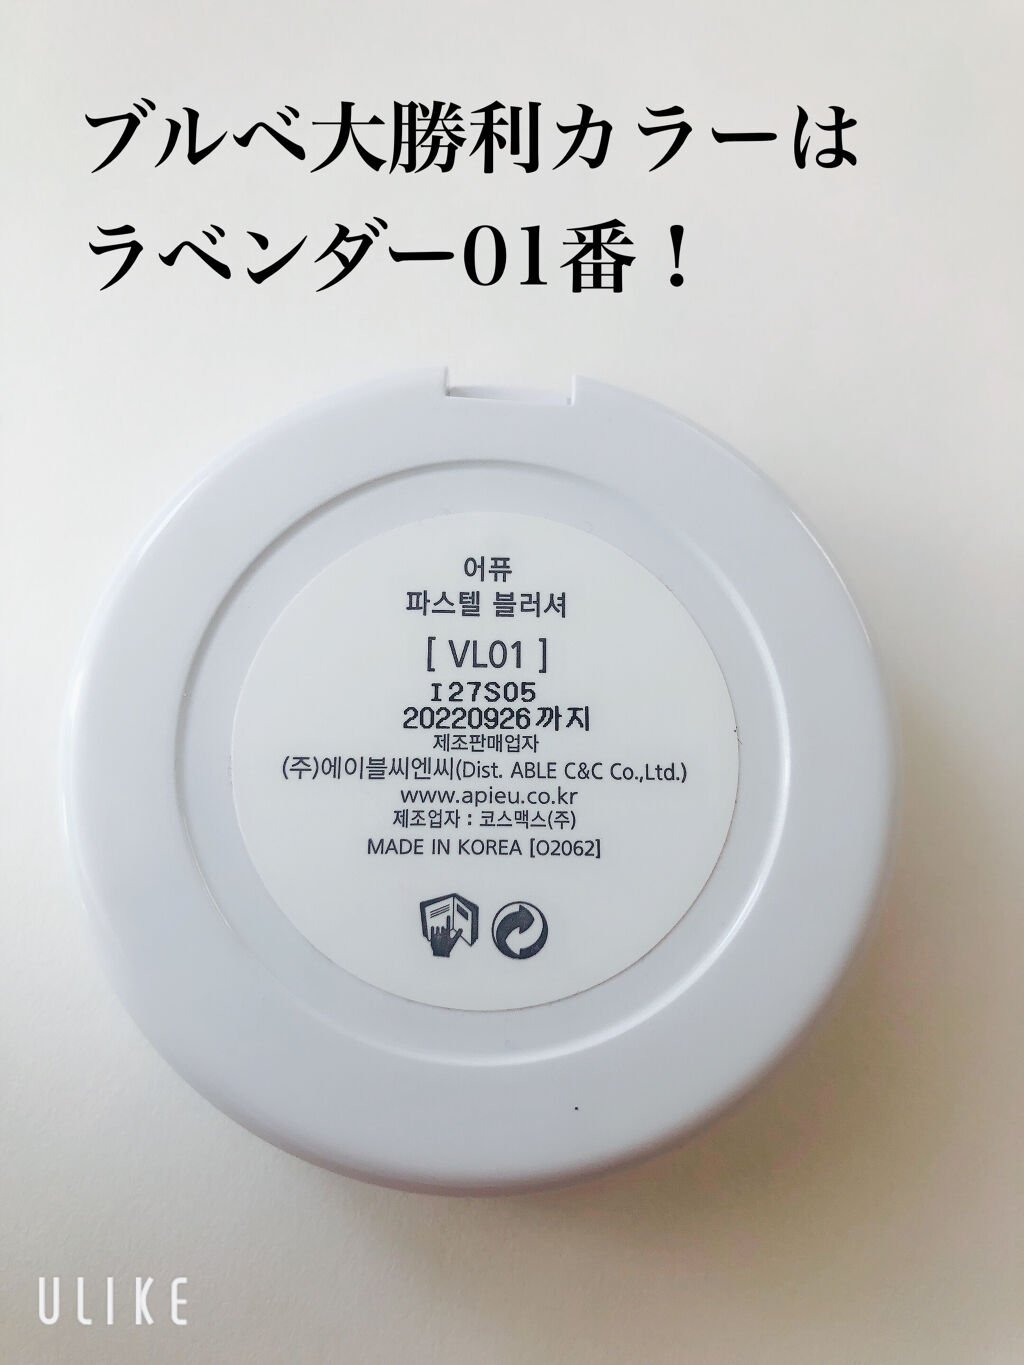 ブルベ大勝利カラーは
ラベンダー01番！
어퓨
파스텔 블러셔
[ VL01 ]
I27S05
20220926까지
제조판매업자
(주)에이블씨엔씨(Dist. ABLE C&C Co.,Ltd.)
www.apieu.co.kr
제조업자 : 코스맥스(주)
MADE IN KOREA [O2062]
ULIKE